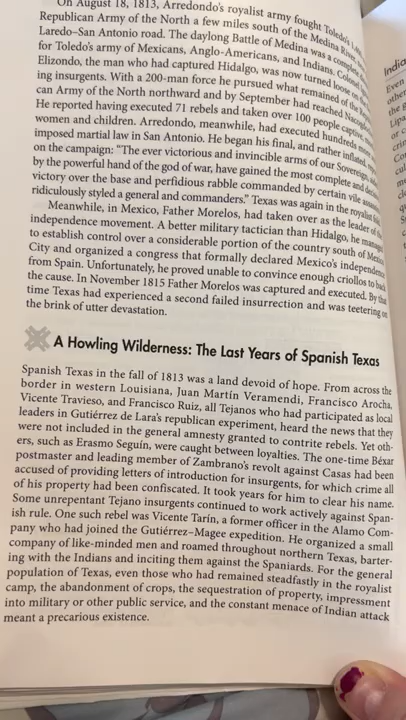 On August 18, 1813, Arredondo's royalist army fought Toledo's
Republican Army of the North a few miles south of the Medina River
Laredo–San Antonio road. The daylong Battle of Medina was a complete
for Toledo's army of Mexicans, Anglo-Americans, and Indians. Colonel
Elizondo, the man who had captured Hidalgo, was now turned loose on the
ing insurgents. With a 200-man force he pursued what remained of the
can Army of the North northward and by September had reached
He reported having executed 71 rebels and taken over 100 people captive,
women and children. Arredondo, meanwhile, had executed hundreds
imposed martial law in San Antonio. He began his final, and rather inflated,
on the campaign: "The ever victorious and invincible arms of our Sovereign,
by the powerful hand of the god of war, have gained the most complete and
victory over the base and perfidious rabble commanded by certain vile
ridiculously styled a general and commanders." Texas was again in the royalist
Meanwhile, in Mexico, Father Morelos, had taken over as the leader of
independence movement. A better military tactician than Hidalgo, he
to establish control over a considerable portion of the country south of Mexico
City and organized a congress that formally declared Mexico's independence
from Spain. Unfortunately, he proved unable to convince enough criollos to back
the cause. In November 1815 Father Morelos was captured and executed. By
time Texas had experienced a second failed insurrection and was teetering on
the brink of utter devastation.
A Howling Wilderness: The Last Years of Spanish Texas
Spanish Texas in the fall of 1813 was a land devoid of hope. From across the
border in western Louisiana, Juan Martín Veramendi, Francisco Arocha,
Vicente Travieso, and Francisco Ruiz, all Tejanos who had participated as local
leaders in Gutiérrez de Lara's republican experiment, heard the news that they
were not included in the general amnesty granted to contrite rebels. Yet oth-
ers, such as Erasmo Seguín, were caught between loyalties. The one-time Béxar
postmaster and leading member of Zambrano's revolt against Casas had been
accused of providing letters of introduction for insurgents, for which crime all
of his property had been confiscated. It took years for him to clear his name.
Some unrepentant Tejano insurgents continued to work actively against Span-
ish rule. One such rebel was Vicente Tarín, a former officer in the Alamo Com-
pany who had joined the Gutiérrez–Magee expedition. He organized a small
company of like-minded men and roamed throughout northern Texas, barter-
ing with the Indians and inciting them against the Spaniards. For the general
population of Texas, even those who had remained steadfastly in the royalist
camp, the abandonment of crops, the sequestration of property, impressment
into military or other public service, and the constant menace of Indian attack
meant a precarious existence.